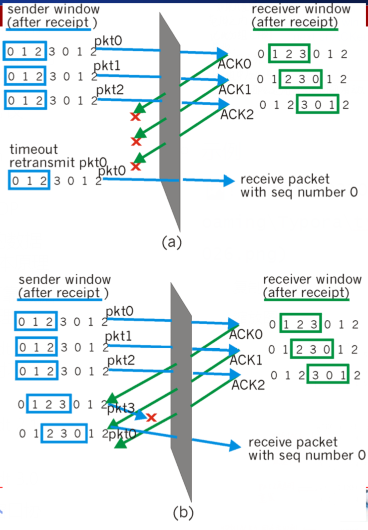 sender window
(after receipt)
receiver window
(after receipt)
0 1 2 3 0 1 2
pkt0
0 1 2 3 0 1 2
ACK0
0 1 2 3 0 1 2
pkt1
0 1 2 3 0 1 2
ACK1
0 1 2 3 0 1 2
pkt2
0 1 2 3 0 1 2
ACK2
timeout
retransmit pkt0
pkt0
0 1 2 3 0 1 2
receive packet
with seq number 0
(a)
sender window
(after receipt )
receiver window
(after receipt)
0 1 2 3 0 1 2
pkt0
0 1 2 3 0 1 2
ACK0
0 1 2 3 0 1 2
pkt1
0 1 2 3 0 1 2
ACK1
0 1 2 3 0 1 2
pkt2
0 1 2 3 0 1 2
ACK2
0 1 2 3 0 1 2
pkt3
0 1 2 3 0 1 2
pkt0
receive packet
with seq number 0
(b)